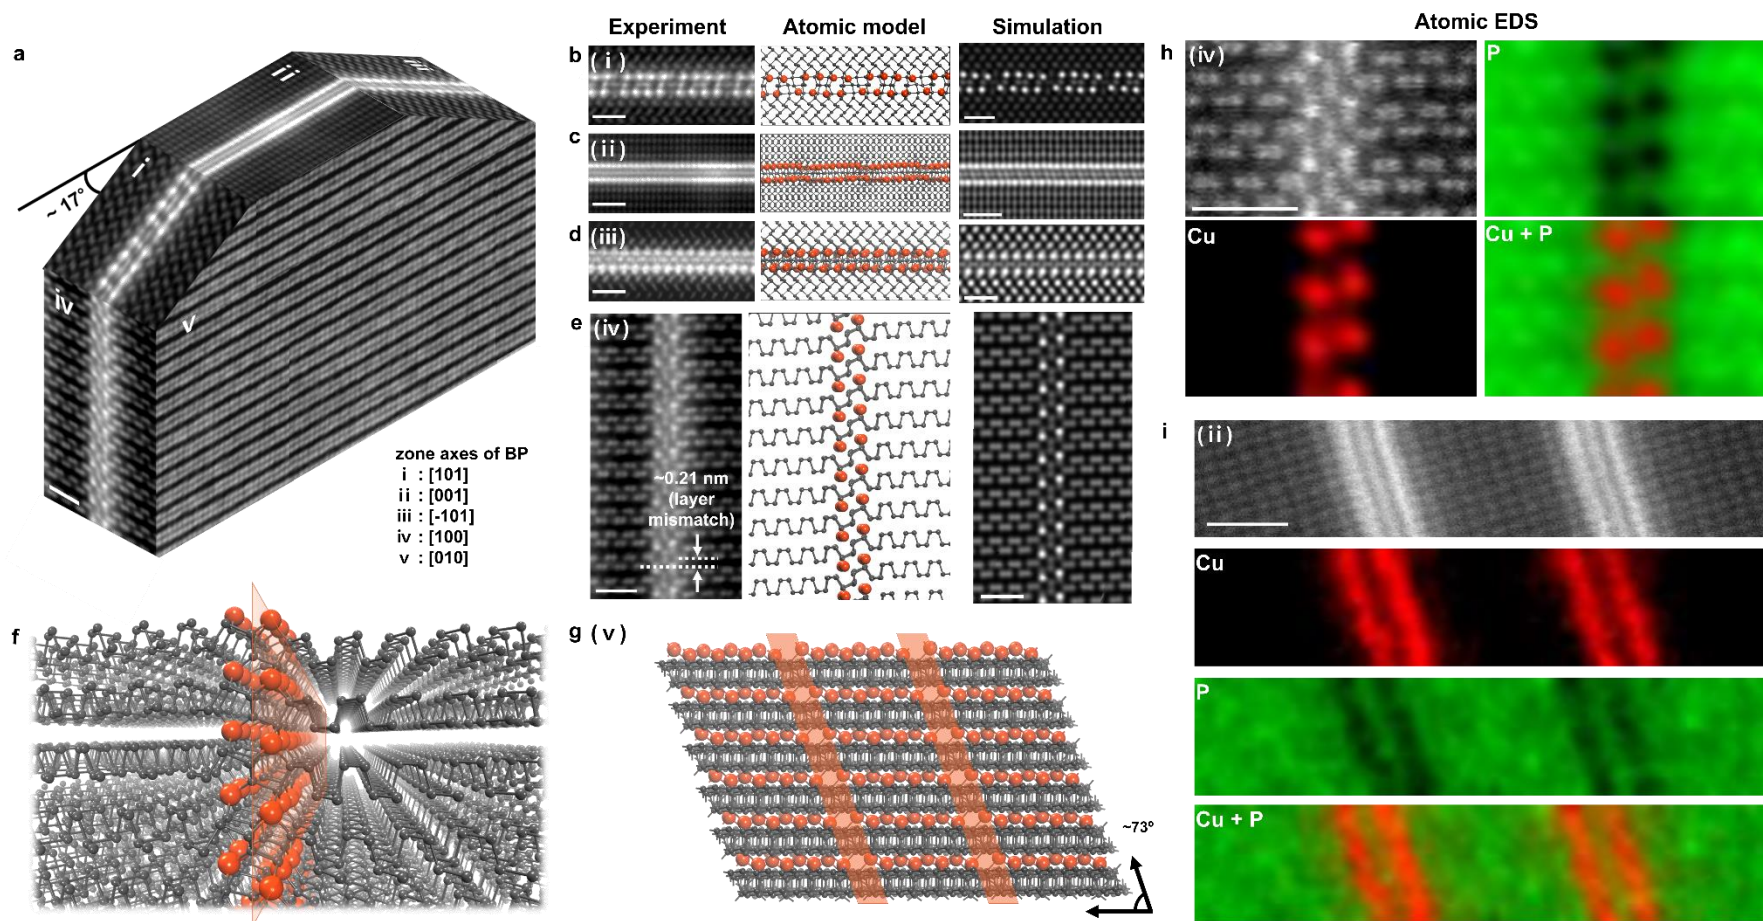 a
~ 17°
i
ii
iii
iv
v
zone axes of BP
i : [101]
ii : [001]
iii : [-101]
iv : [100]
v : [010]
Experiment
Atomic model
Simulation
b
(i)
c
(ii)
d
(iii)
e
(iv)
~0.21 nm
(layer
mismatch)
f
g (v)
~73°
Atomic EDS
h
(iv)
P
Cu
Cu + P
i
(ii)
Cu
P
Cu + P